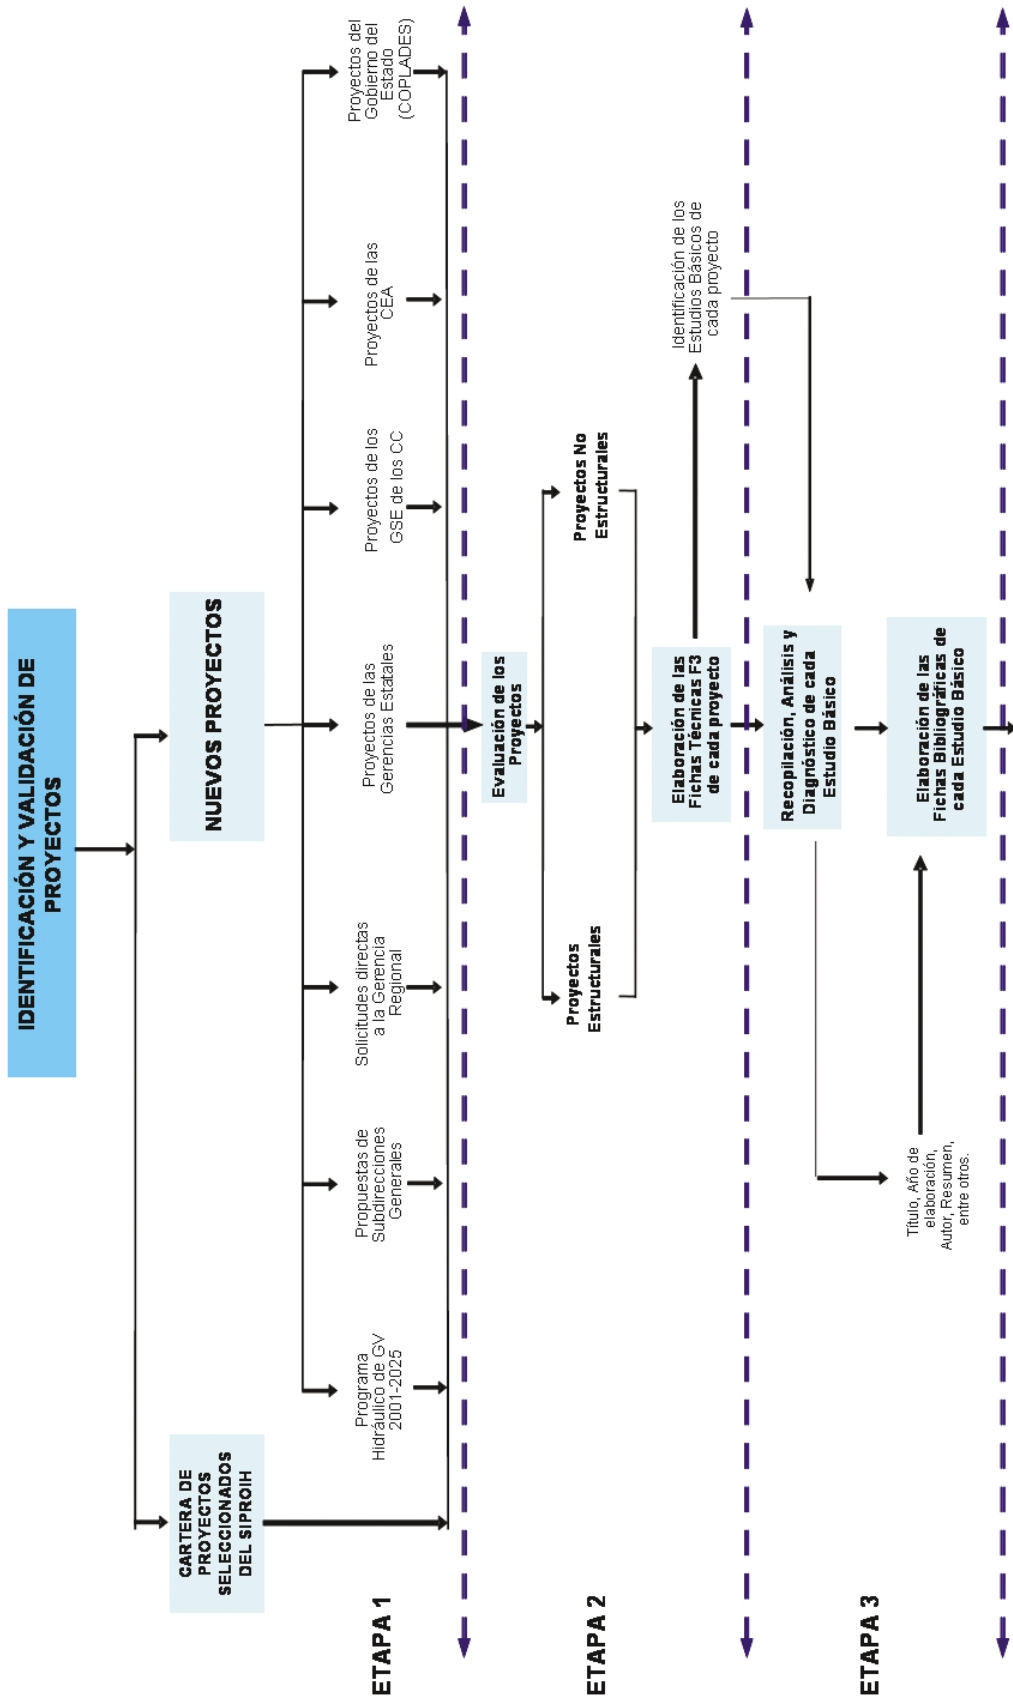 IDENTIFICACIÓN Y VALIDACIÓN DE
PROYECTOS
CARTERA DE
PROYECTOS
SELECCIONADOS
DEL SIPROIH
NUEVOS PROYECTOS
ETAPA 1
Programa
Hidráulico de GV
2001-2025
Propuestas de
Subdirecciones
Generales
Solicitudes directas
a la Gerencia
Regional
Proyectos de las
Gerencias Estatales
Proyectos de los
GSE de los CC
Proyectos de las
CEA
Proyectos del
Gobierno del
Estado
(COPLADES)
ETAPA 2
Evaluación de los
Proyectos
Proyectos
Estructurales
Proyectos No
Estructurales
Elaboración de las
Fichas Técnicas F3
de cada proyecto
Identificación de los
Estudios Básicos de
cada proyecto
ETAPA 3
Recopilación, Análisis y
Diagnóstico de cada
Estudio Básico
Título, Año de
elaboración,
Autor, Resumen,
entre otros.
Elaboración de las
Fichas Bibliográficas de
cada Estudio Básico